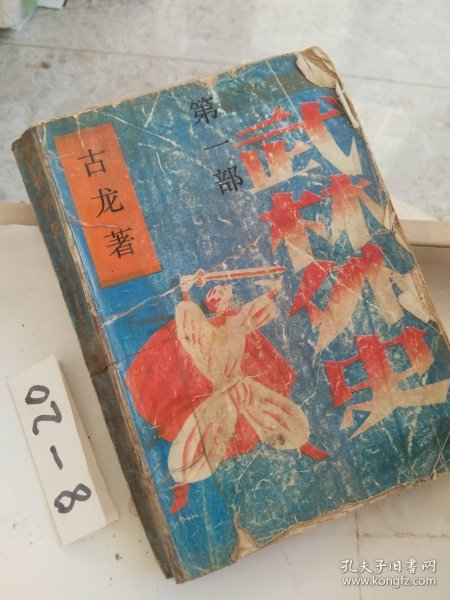 武林外史
第一部
古龙著
07-20-8
孔夫子旧书网
www.kongfz.com